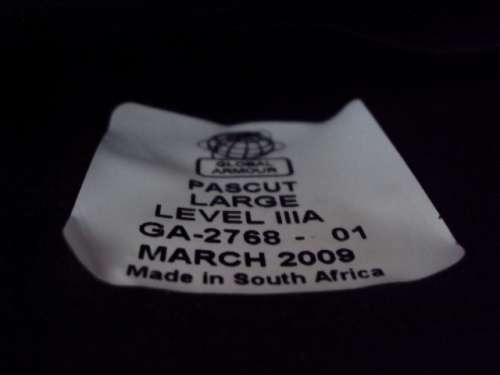 GLOBAL
ARMOUR
PASCUT
LARGE
LEVEL IIIA
GA-2768 - 01
MARCH 2009
Made in South Africa